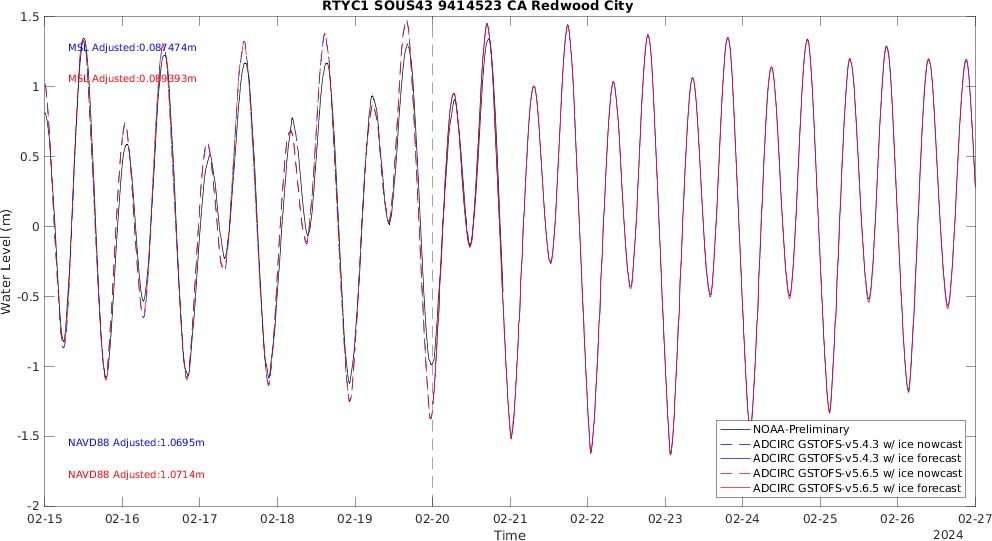 RTYC1 SOUS43 9414523 CA Redwood City
1.5
1
0.5
0
-0.5
-1
-1.5
-2
Water Level (m)
MSL Adjusted:0.087474m
MSL Adjusted:0.089393m
NAVD88 Adjusted:1.0695m
NAVD88 Adjusted:1.0714m
NOAA-Preliminary
ADCIRC GSTOFS-v5.4.3 w/ ice nowcast
ADCIRC GSTOFS-v5.4.3 w/ ice forecast
ADCIRC GSTOFS-v5.6.5 w/ ice nowcast
ADCIRC GSTOFS-v5.6.5 w/ ice forecast
02-15 02-16 02-17 02-18 02-19 02-20 02-21 02-22 02-23 02-24 02-25 02-26 02-27
Time
2024